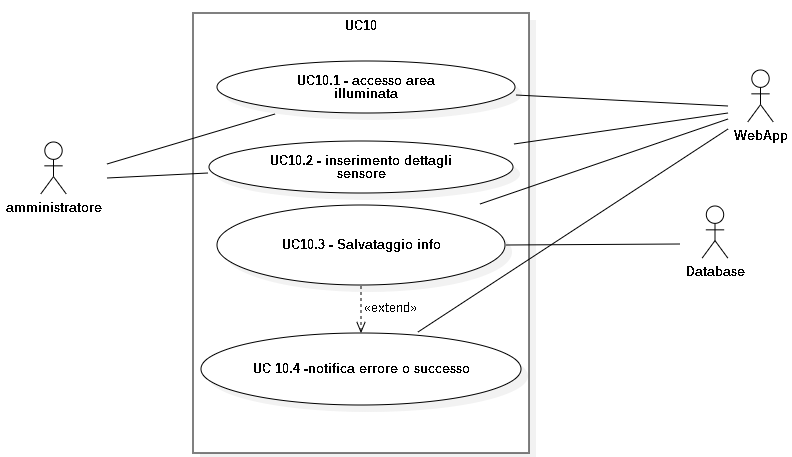 UC10
UC10.1 - accesso area
illuminata
WebApp
UC10.2 - inserimento dettagli
sensore
amministratore
UC10.3 - Salvataggio info
Database
«extend»
UC 10.4 -notifica errore o successo